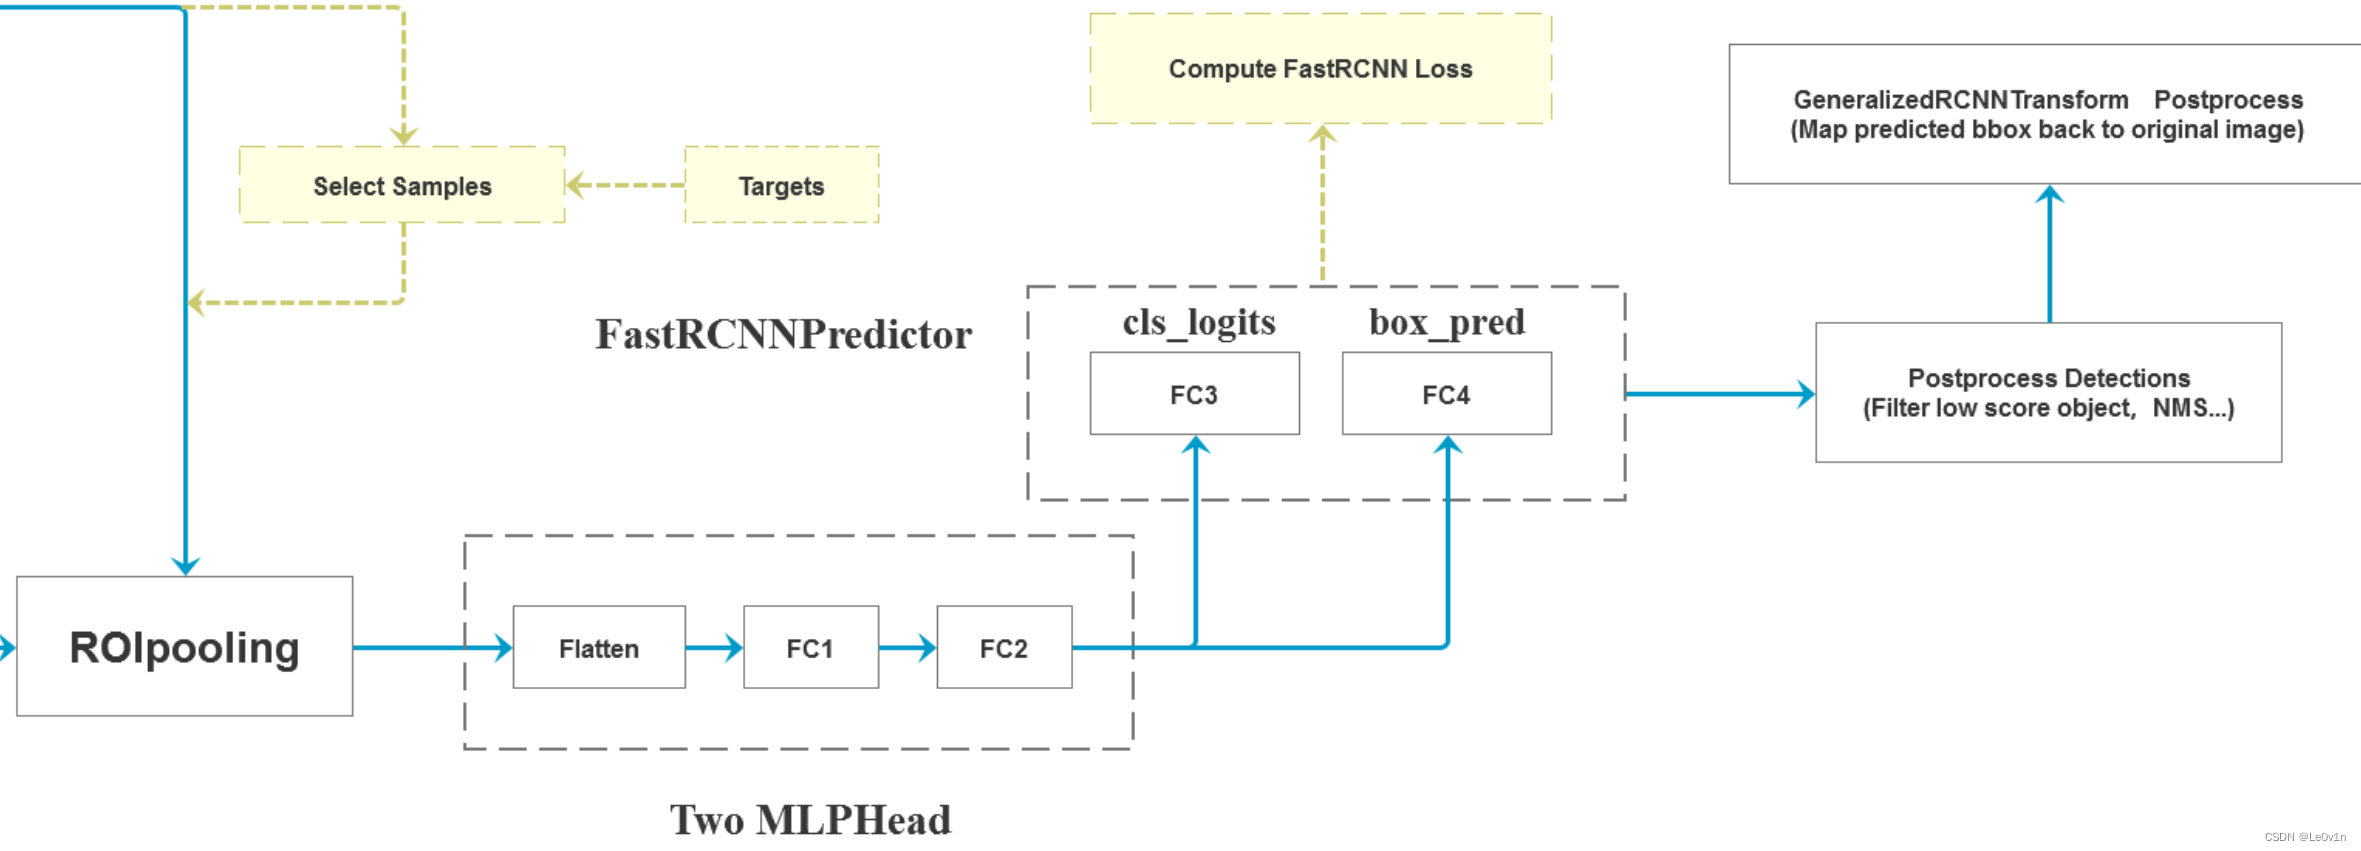 Compute FastRCNN Loss
GeneralizedRCNNTransform Postprocess
(Map predicted bbox back to original image)
Select Samples
Targets
FastRCNNPredictor
cls_logits
box_pred
FC3
FC4
Postprocess Detections
(Filter low score object, NMS...)
ROIpooling
Flatten
FC1
FC2
Two MLPHead
CSDN @Le0v1n